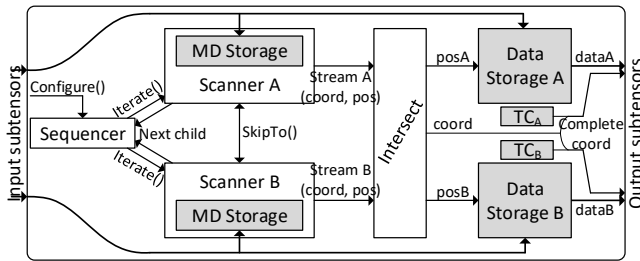 Input subtensors
Configure()
Sequencer
Iterate()
Next child
Iterate()
MD Storage
Scanner A
SkipTo()
Scanner B
MD Storage
Stream A
(coord, pos)
Stream B
(coord, pos)
Intersect
posA
coord
posB
Data
Storage A
TCA
TCB
Data
Storage B
dataA
Complete
coord
dataB
Output subtensors